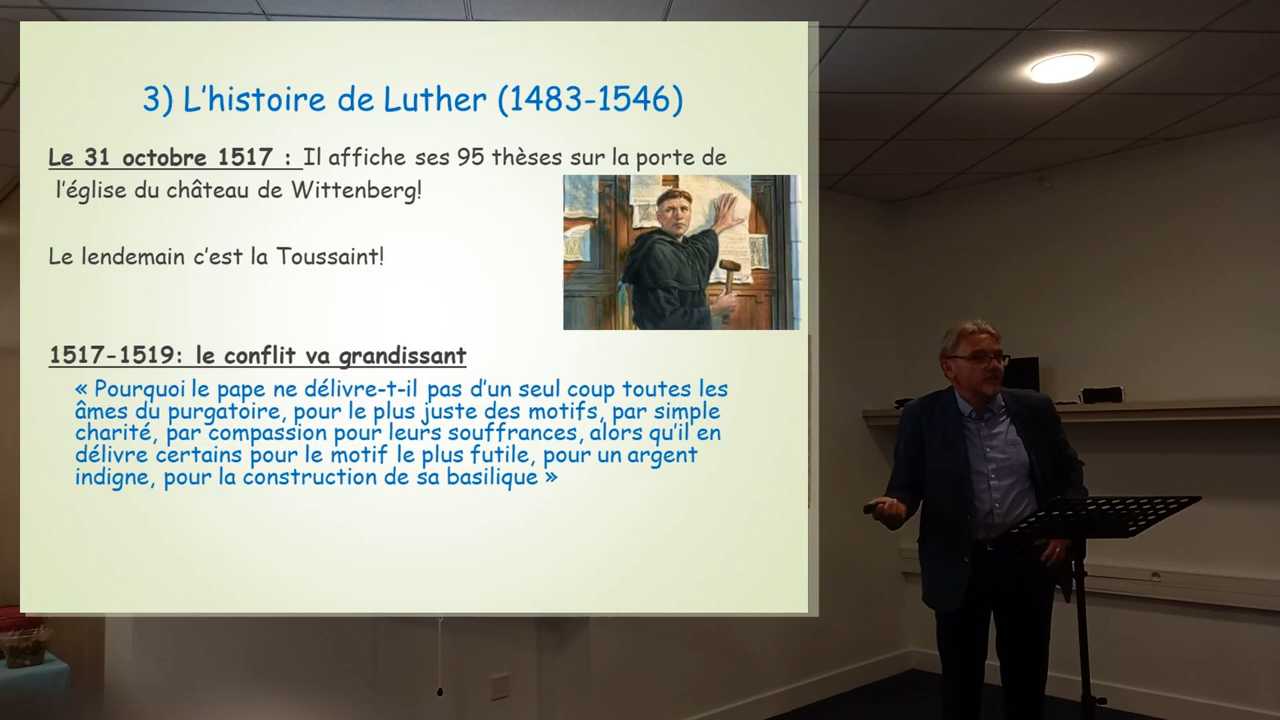 3) L'histoire de Luther (1483-1546)
Le 31 octobre 1517 : Il affiche ses 95 thèses sur la porte de
l'église du château de Wittenberg!
Le lendemain c'est la Toussaint!
1517-1519: le conflit va grandissant
« Pourquoi le pape ne délivre-t-il pas d'un seul coup toutes les
âmes du purgatoire, pour le plus juste des motifs, par simple
charité, par compassion pour leurs souffrances, alors qu'il en
délivre certains pour le motif le plus futile, pour un argent
indigne, pour la construction de sa basilique »